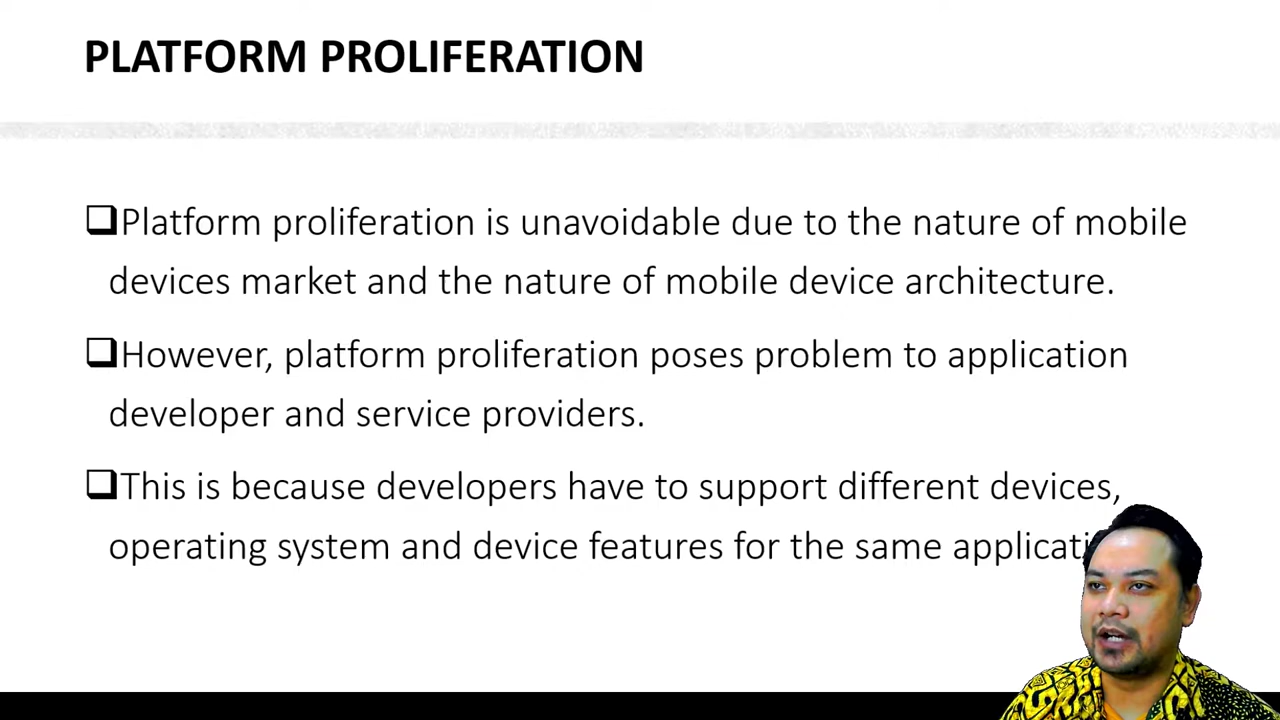 PLATFORM PROLIFERATION
Platform proliferation is unavoidable due to the nature of mobile
devices market and the nature of mobile device architecture.
However, platform proliferation poses problem to application
developer and service providers.
This is because developers have to support different devices,
operating system and device features for the same